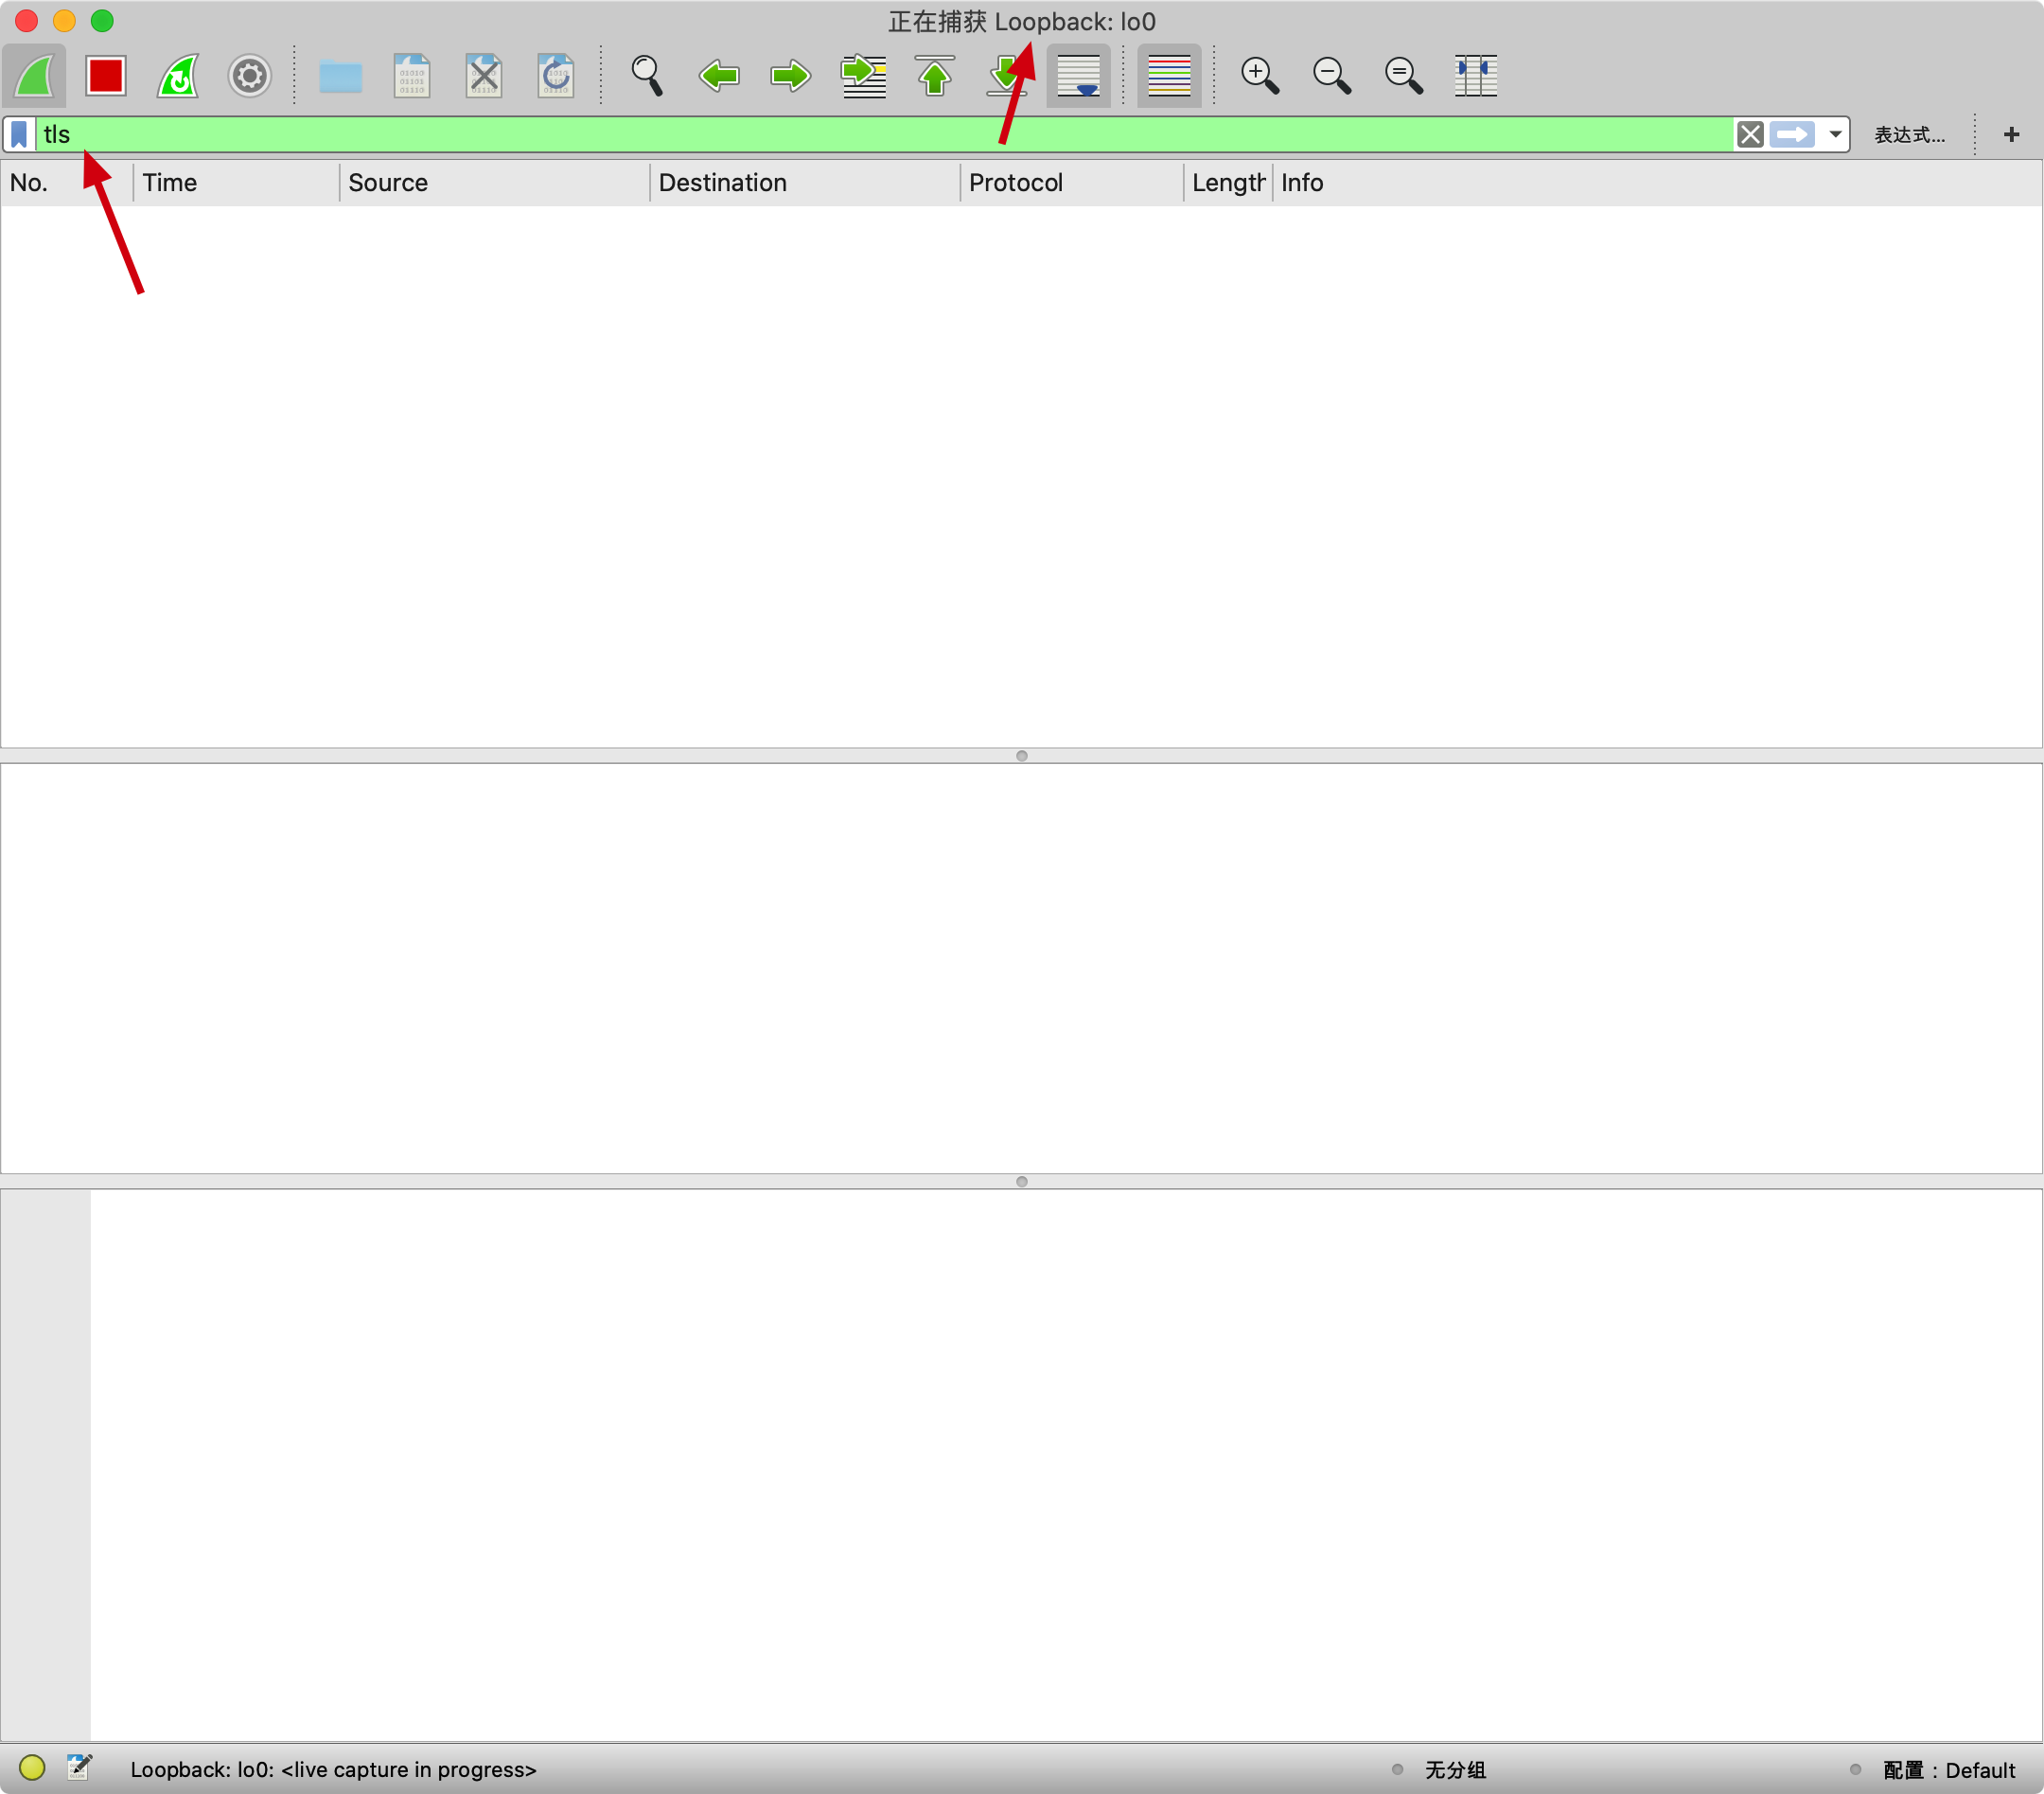 正在捕获 Loopback: lo0
tls
表达式...
+
No. Time Source Destination Protocol Length Info
Loopback: lo0: <live capture in progress>
无分组
配置：Default